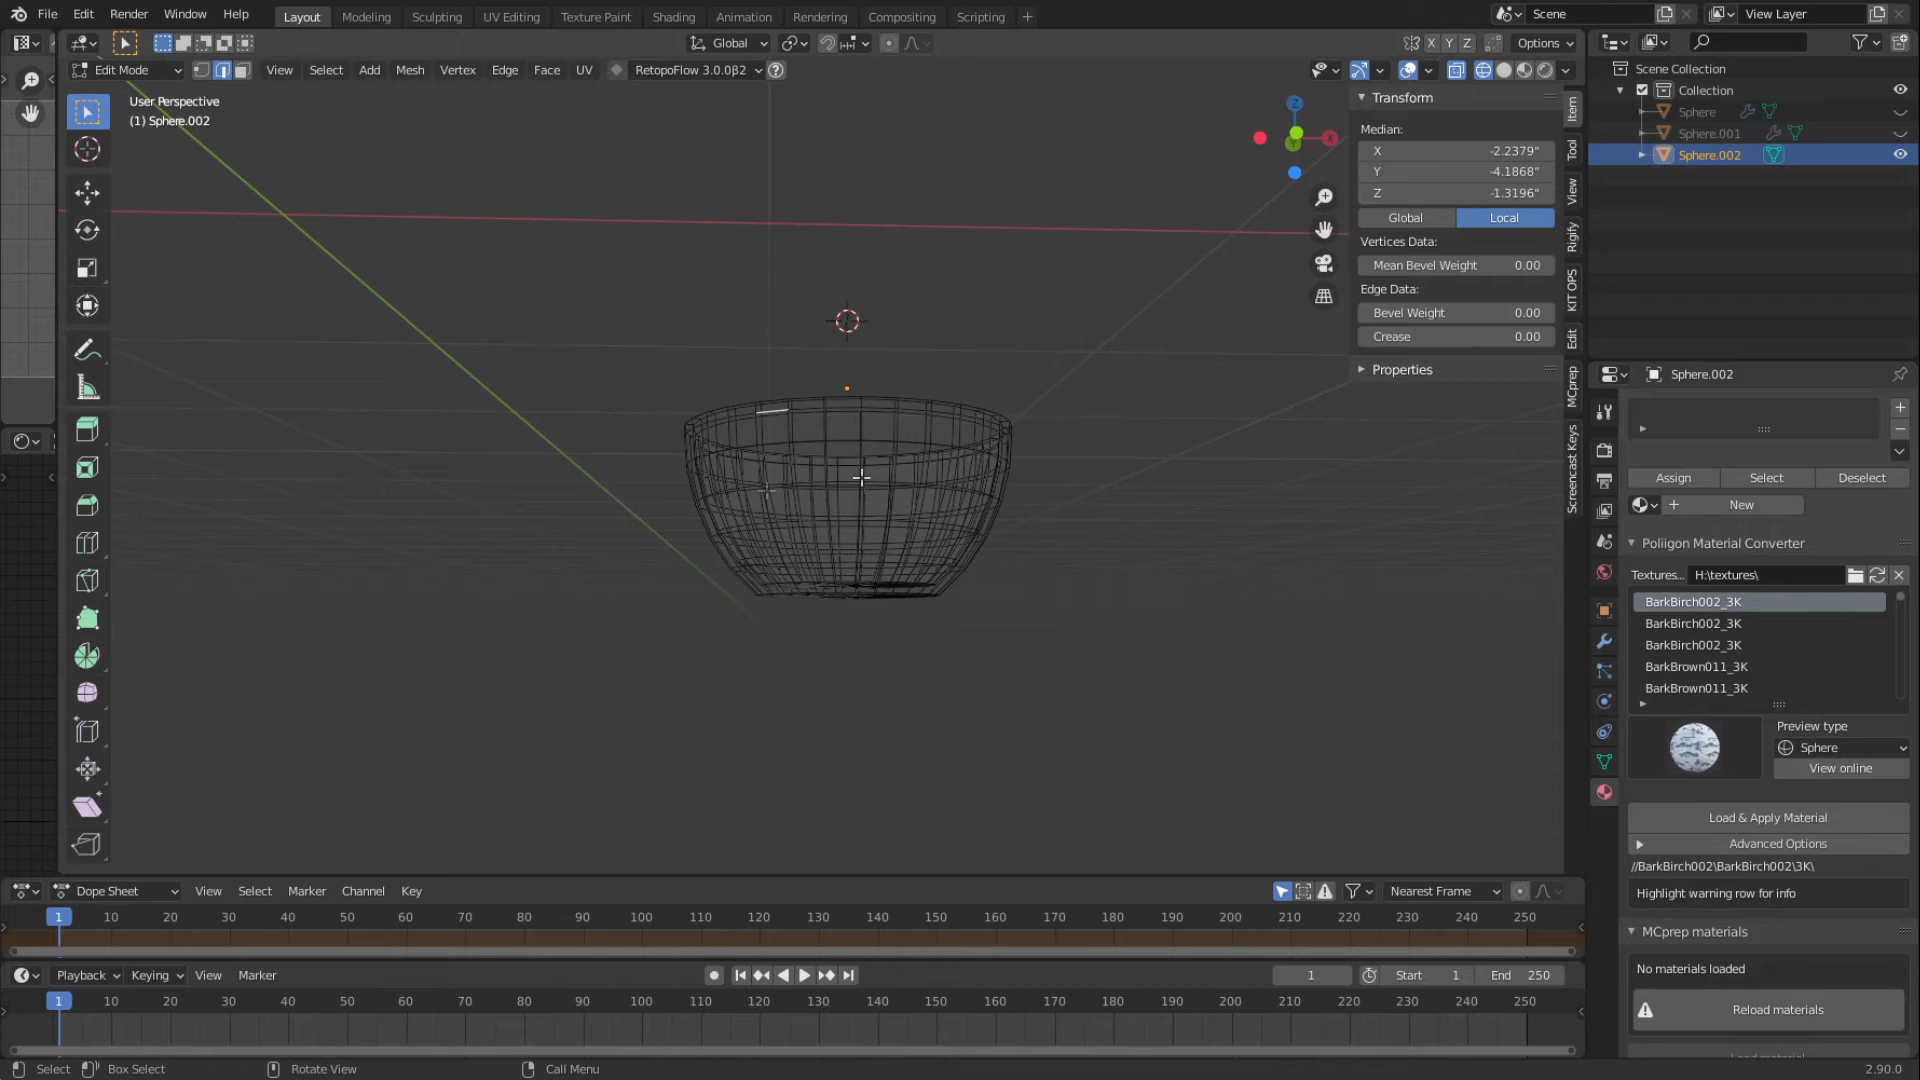 File Edit Render Window Help
Layout Modeling Sculpting UV Editing Texture Paint Shading Animation Rendering Compositing Scripting +
Scene
View Layer
Global
X Y Z
Options
Edit Mode
View Select Add Mesh Vertex Edge Face UV
RetopoFlow 3.0.0β2
User Perspective
(1) Sphere.002
Z
X
Y
Transform
Median:
X -2.2379"
Y -4.1868"
Z -1.3196"
Global Local
Vertices Data:
Mean Bevel Weight 0.00
Edge Data:
Bevel Weight 0.00
Crease 0.00
Properties
Item
Tool
View
Rigify
KIT OPS
Edit
MCprep
Screencast Keys
Scene Collection
Collection
Sphere
Sphere.001
Sphere.002
Sphere.002
Assign Select Deselect
New
Poliigon Material Converter
Textures... H:\textures\
BarkBirch002_3K
BarkBirch002_3K
BarkBirch002_3K
BarkBrown011_3K
BarkBrown011_3K
Preview type
Sphere
View online
Load & Apply Material
Advanced Options
//BarkBirch002\BarkBirch002\3K\
Highlight warning row for info
MCprep materials
No materials loaded
Reload materials
Dope Sheet View Select Marker Channel Key
Nearest Frame
1 10 20 30 40 50 60 70 80 90 100 110 120 130 140 150 160 170 180 190 200 210 220 230 240 250
Playback Keying View Marker
1 Start 1 End 250
1 10 20 30 40 50 60 70 80 90 100 110 120 130 140 150 160 170 180 190 200 210 220 230 240 250
Select Box Select Rotate View Call Menu 2.90.0